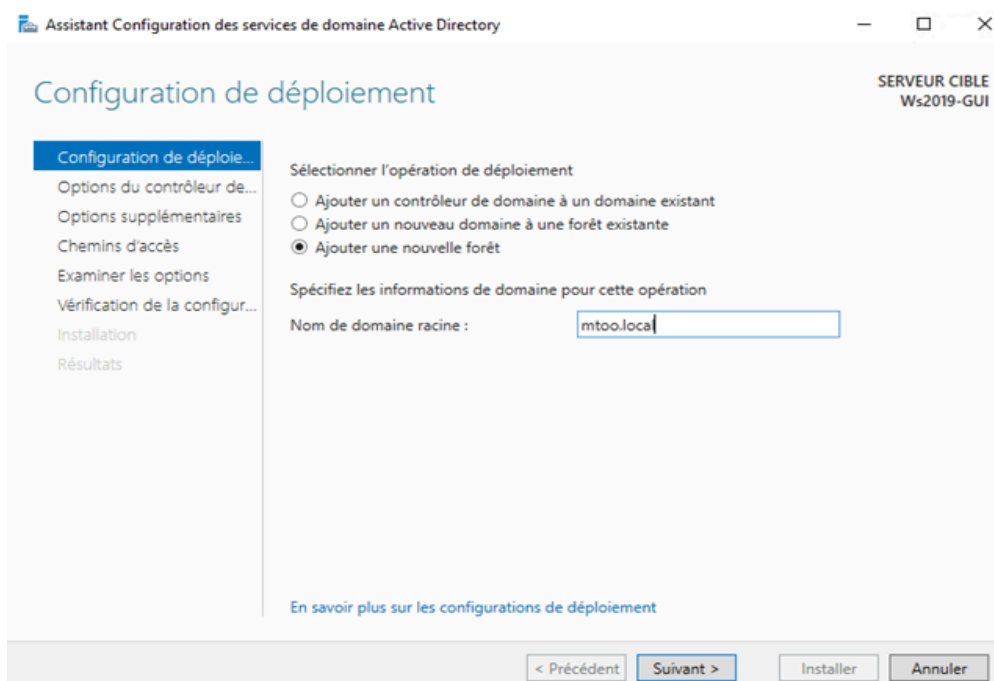 Assistant Configuration des services de domaine Active Directory
Configuration de déploiement
SERVEUR CIBLE
Ws2019-GUI
Configuration de déploie...
Options du contrôleur de...
Options supplémentaires
Chemins d'accès
Examiner les options
Vérification de la configur...
Installation
Résultats
Sélectionner l'opération de déploiement
Ajouter un contrôleur de domaine à un domaine existant
Ajouter un nouveau domaine à une forêt existante
Ajouter une nouvelle forêt
Spécifiez les informations de domaine pour cette opération
Nom de domaine racine :
mtoo.local
En savoir plus sur les configurations de déploiement
< Précédent
Suivant >
Installer
Annuler